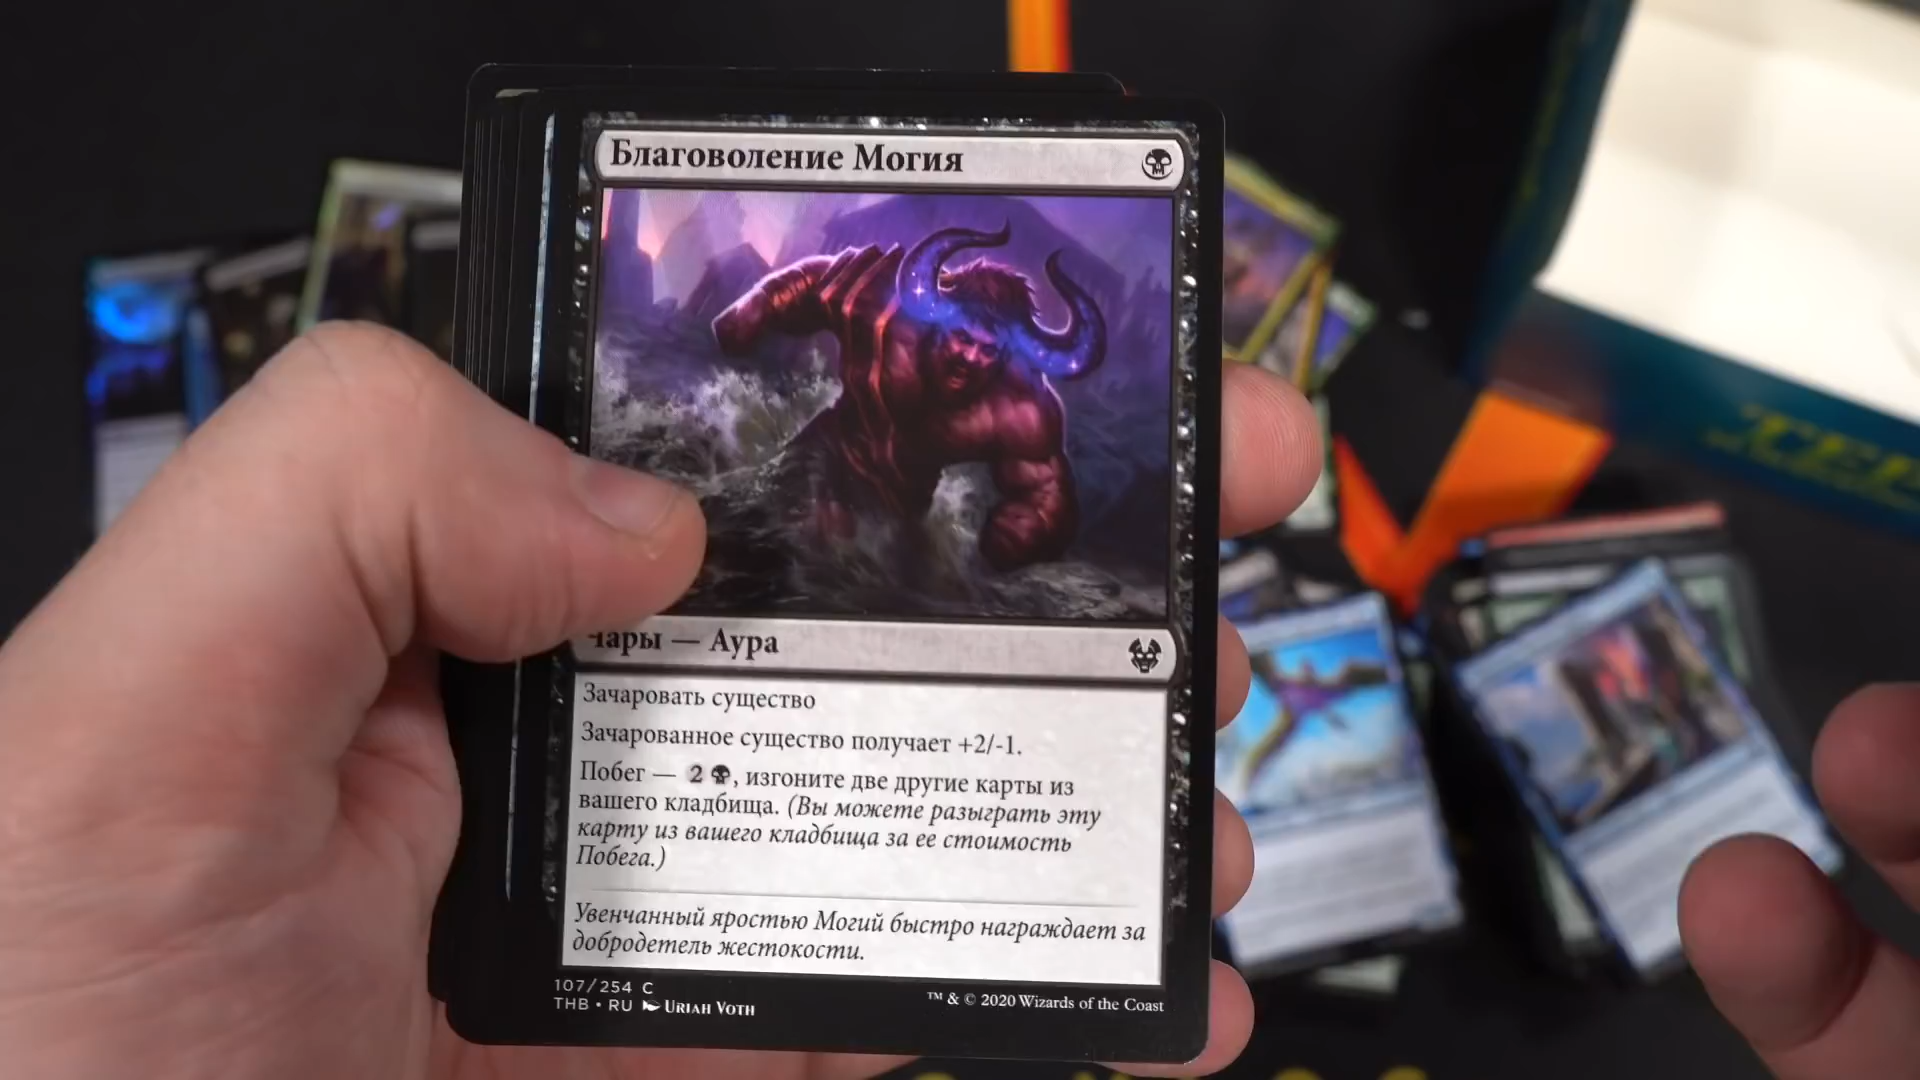 Благоволение Могия
Чары — Аура
Зачаровать существо
Зачарованное существо получает +2/-1.
Побег — 2, изгоните две другие карты из
вашего кладбища. (Вы можете разыграть эту
карту из вашего кладбища за ее стоимость
Побега.)
Увенчанный яростью Могий быстро награждает за
добродетель жестокости.
107/254 C
THB • RU URIAH VOTH
™ & © 2020 Wizards of the Coast